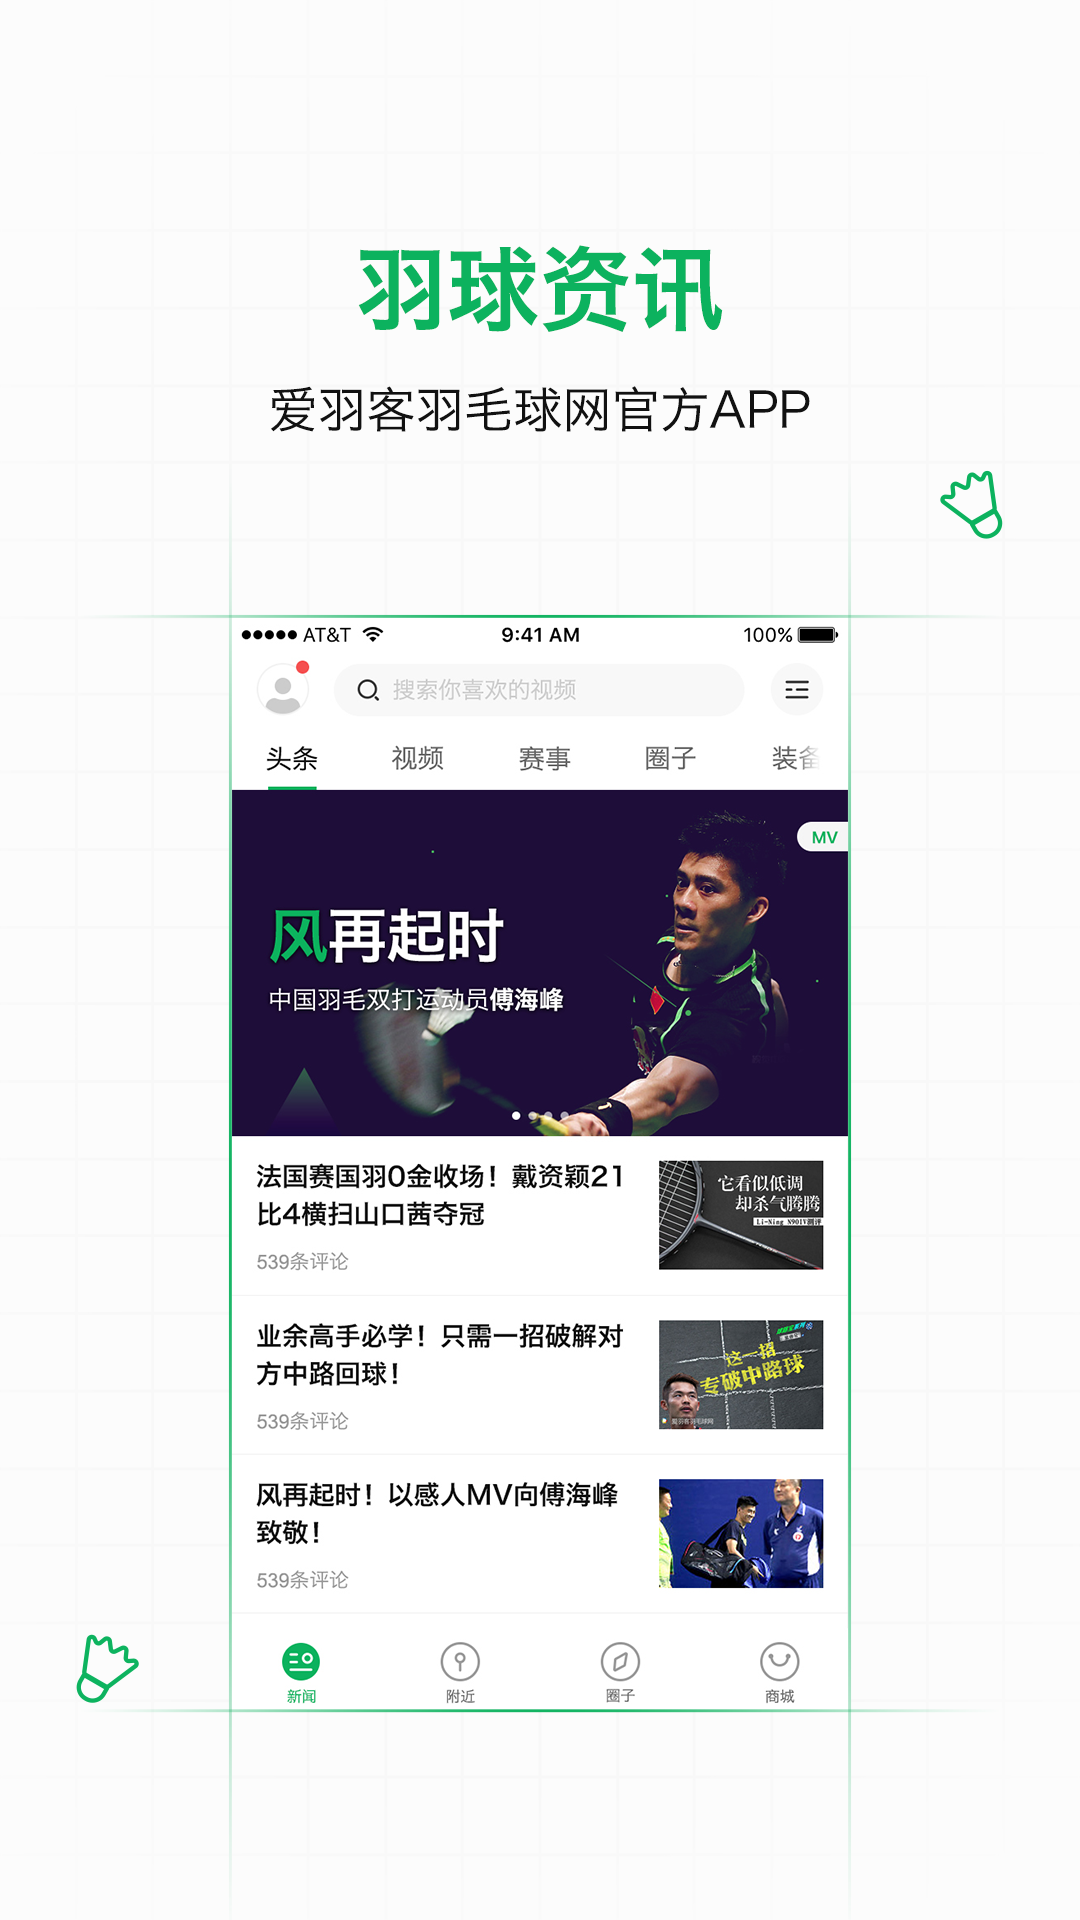 羽球资讯
爱羽客羽毛球网官方APP
AT&T
9:41 AM
100%
搜索你喜欢的视频
头条
视频
赛事
圈子
装备
MV
风再起时
中国羽毛双打运动员傅海峰
法国赛国羽0金收场！戴资颖21
比4横扫山口茜夺冠
539条评论
它看似低调
却杀气腾腾
Li-Ning N90IV测评
业余高手必学！只需一招破解对
方中路回球！
539条评论
这一招
专破中路球
爱羽客羽毛球网
风再起时！以感人MV向傅海峰
致敬！
539条评论
新闻
附近
圈子
商城